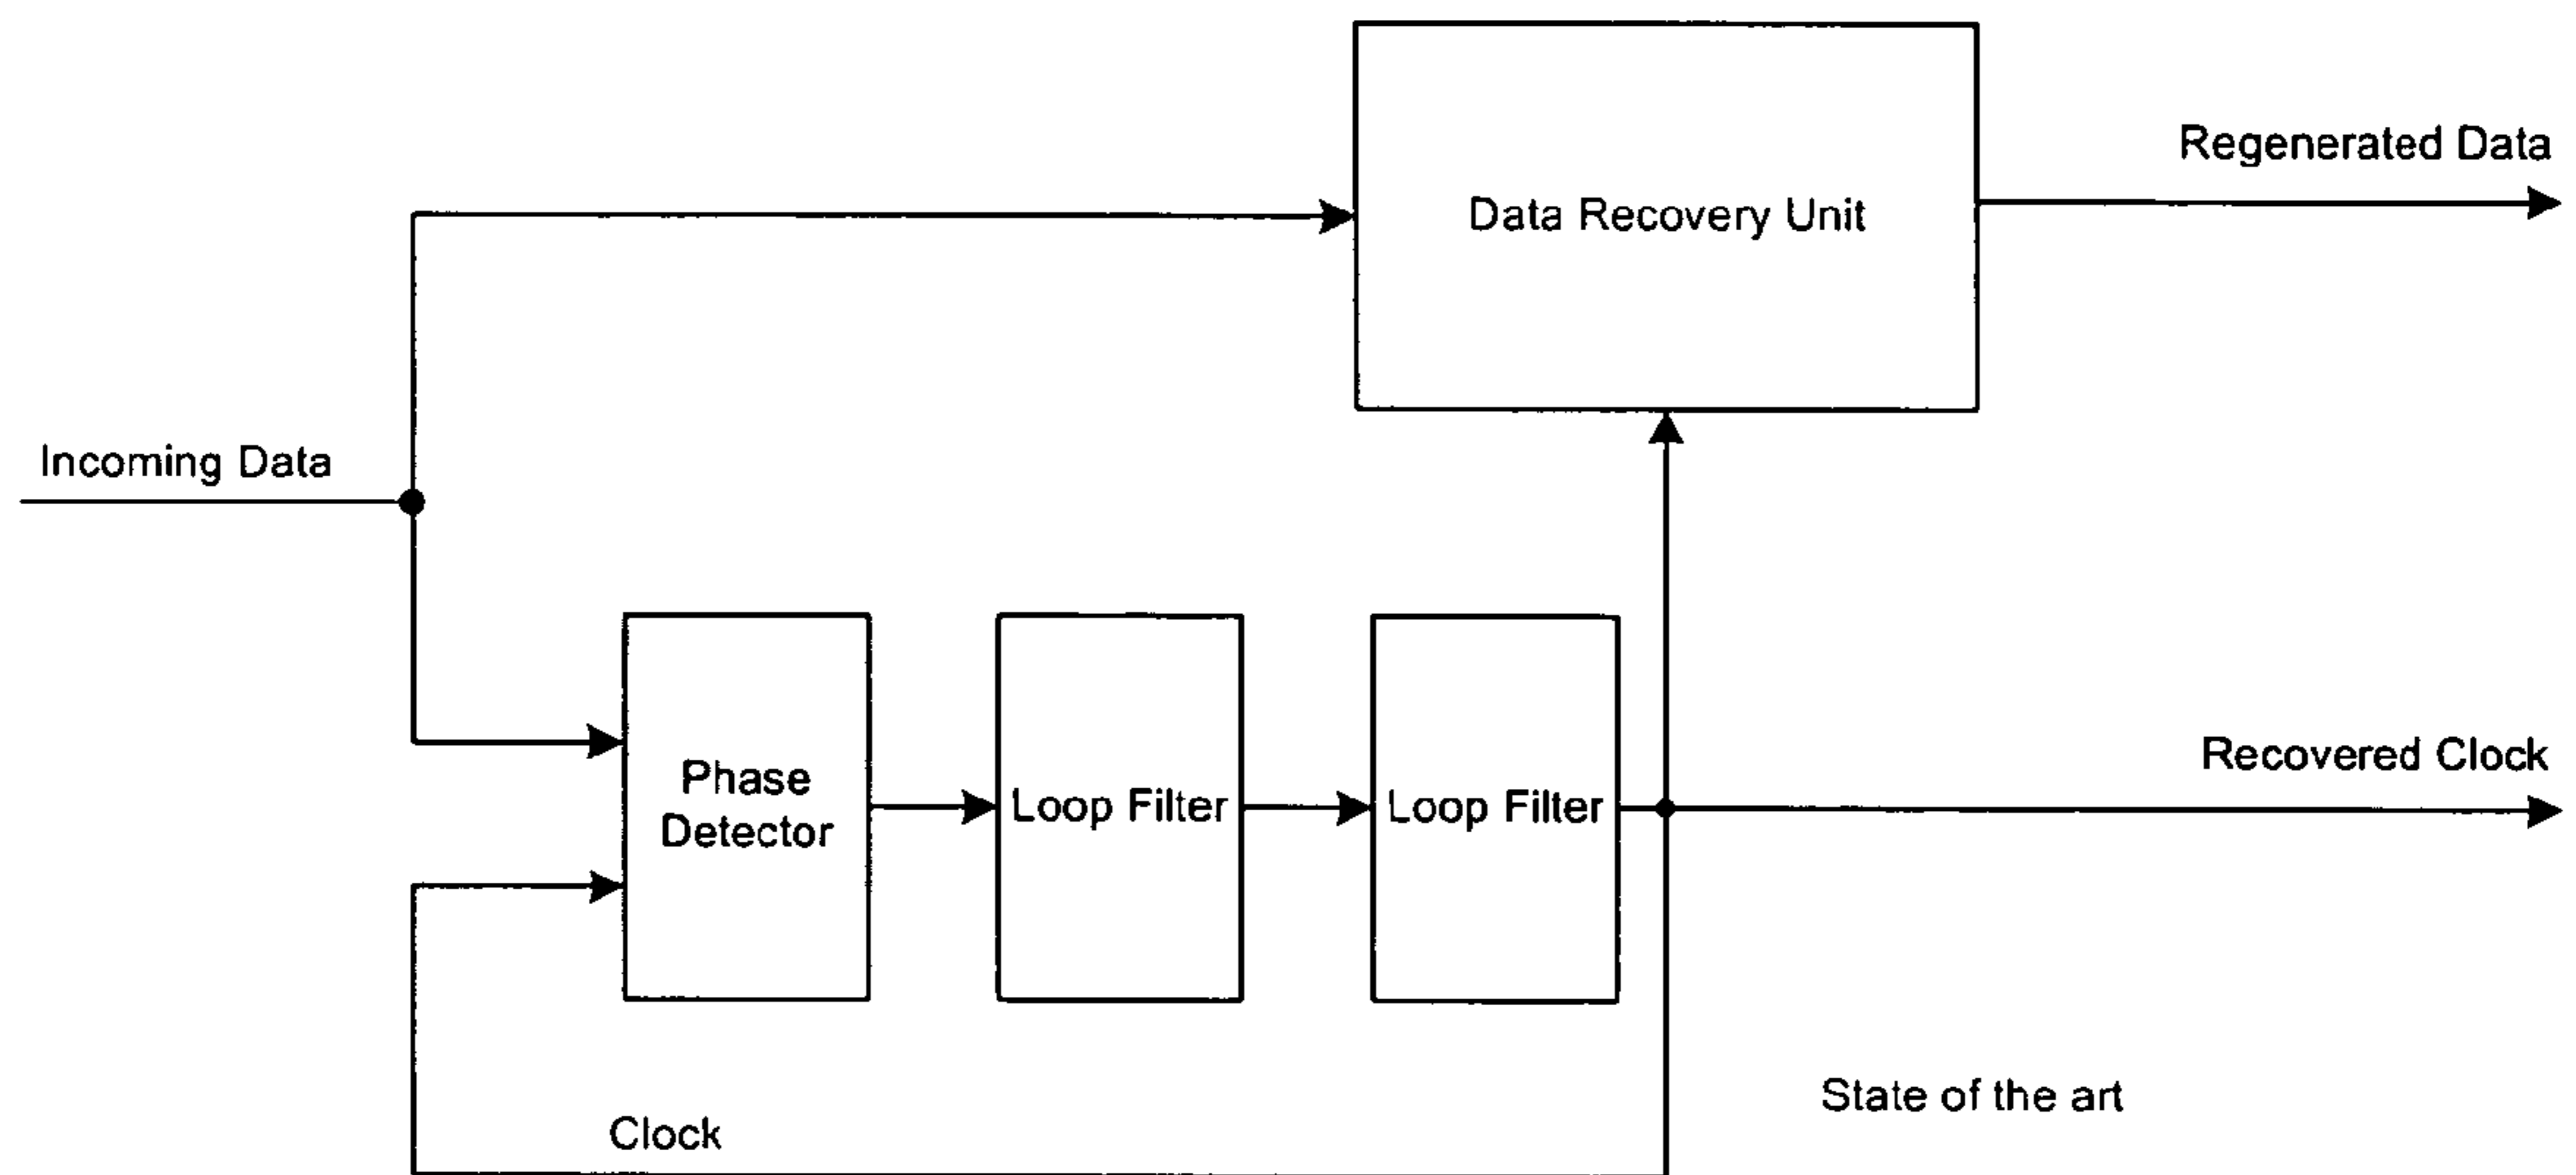 Regenerated Data
Data Recovery Unit
Incoming Data
Recovered Clock
Phase
Detector
Loop Filter
Loop Filter
State of the art
Clock